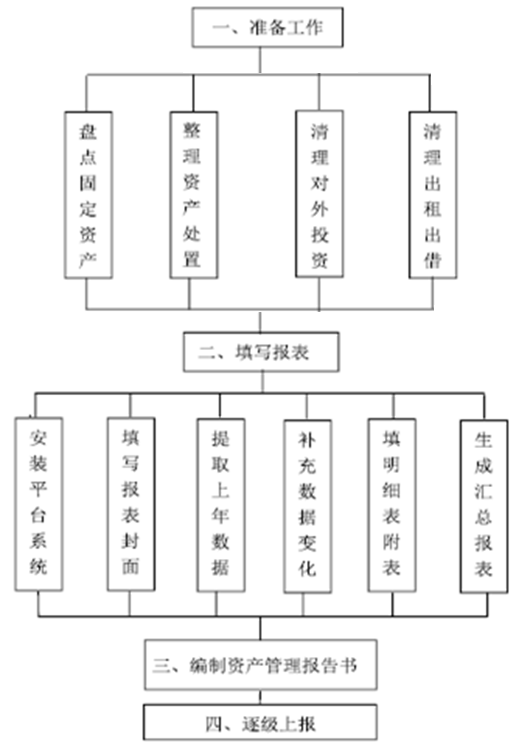 一、准备工作
盘点固定资产
整理资产处置
清理对外投资
清理出租出借
二、填写报表
安装平台系统
填写报表封面
提取上年数据
补充数据变化
填明细表附表
生成汇总报表
三、编制资产管理报告书
四、逐级上报